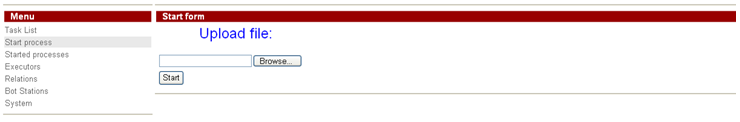 Menu
Task List
Start process
Started processes
Executors
Relations
Bot Stations
System
Start form
Upload file:
Browse...
Start